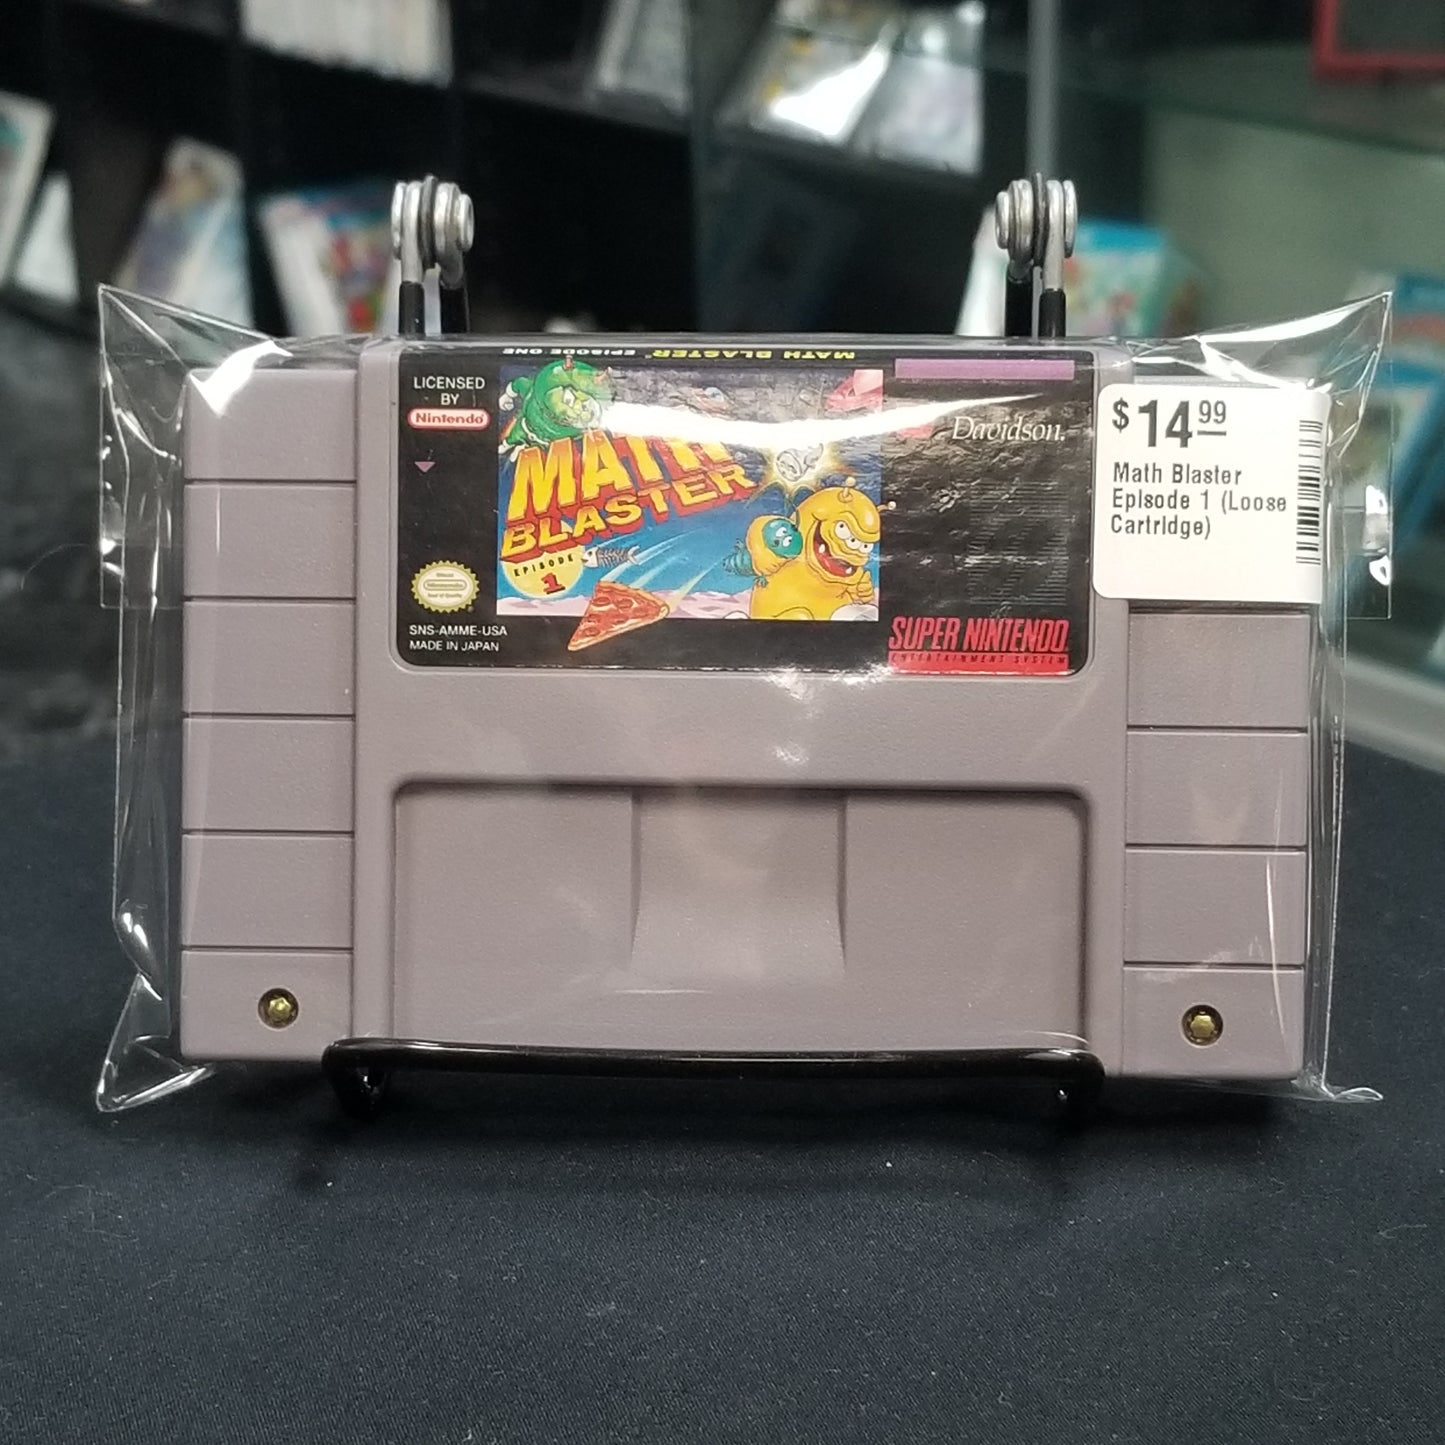 MATH BLASTER EPISODE ONE
LICENSED
BY
Nintendo
MATH
BLASTER
EPISODE
1
Davidson.
SNS-AMME-USA
MADE IN JAPAN
SUPER NINTENDO
ENTERTAINMENT SYSTEM
$14.99
Math Blaster
Episode 1 (Loose
Cartridge)